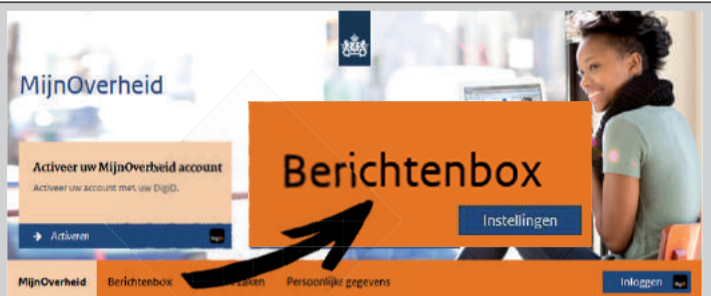 MijnOverheid
Activeer uw MijnOverheid account
Activeer uw account met uw DigiD.
→ Activeren
Berichtenbox
Instellingen
MijnOverheid Berichtenbox zaken Persoonlijke gegevens Inloggen